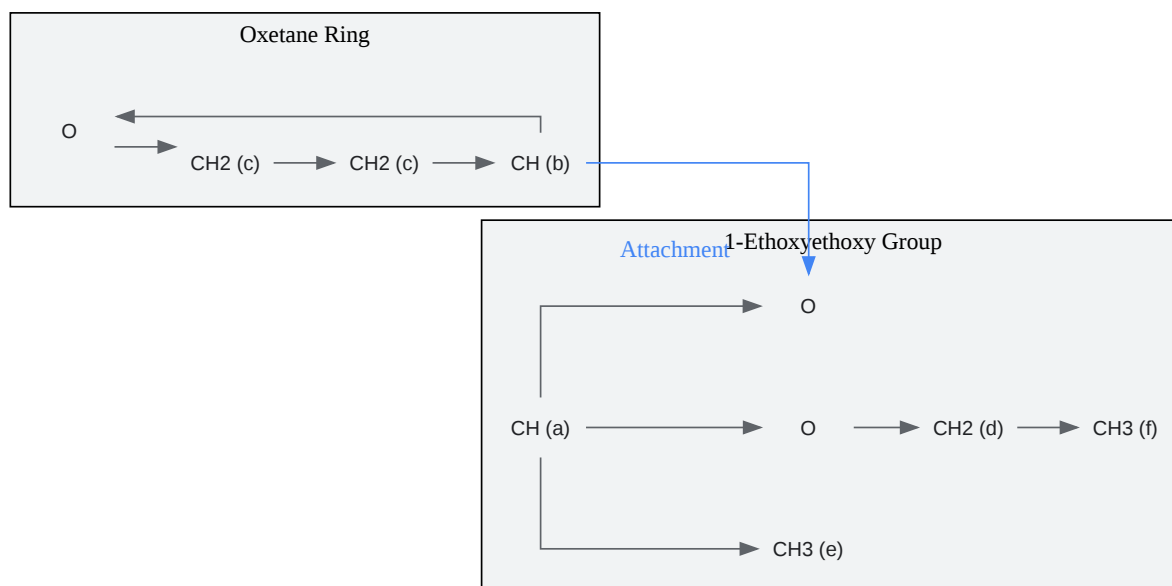 Oxetane Ring
O
CH2 (c)
CH2 (c)
CH (b)
Attachment
1-Ethoxyethoxy Group
O
CH (a)
O
CH2 (d)
CH3 (f)
CH3 (e)